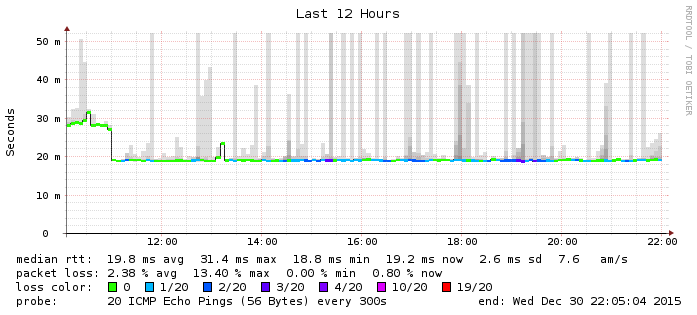 Last 12 Hours
RRDTOOL / TOBI OETIKER
Seconds
50 m
40 m
30 m
20 m
10 m
0
12:00 14:00 16:00 18:00 20:00 22:00
median rtt: 19.8 ms avg 31.4 ms max 18.8 ms min 19.2 ms now 2.6 ms sd 7.6 am/s
packet loss: 2.38 % avg 13.40 % max 0.00 % min 0.80 % now
loss color: 0 1/20 2/20 3/20 4/20 10/20 19/20
probe: 20 ICMP Echo Pings (56 Bytes) every 300s end: Wed Dec 30 22:05:04 2015